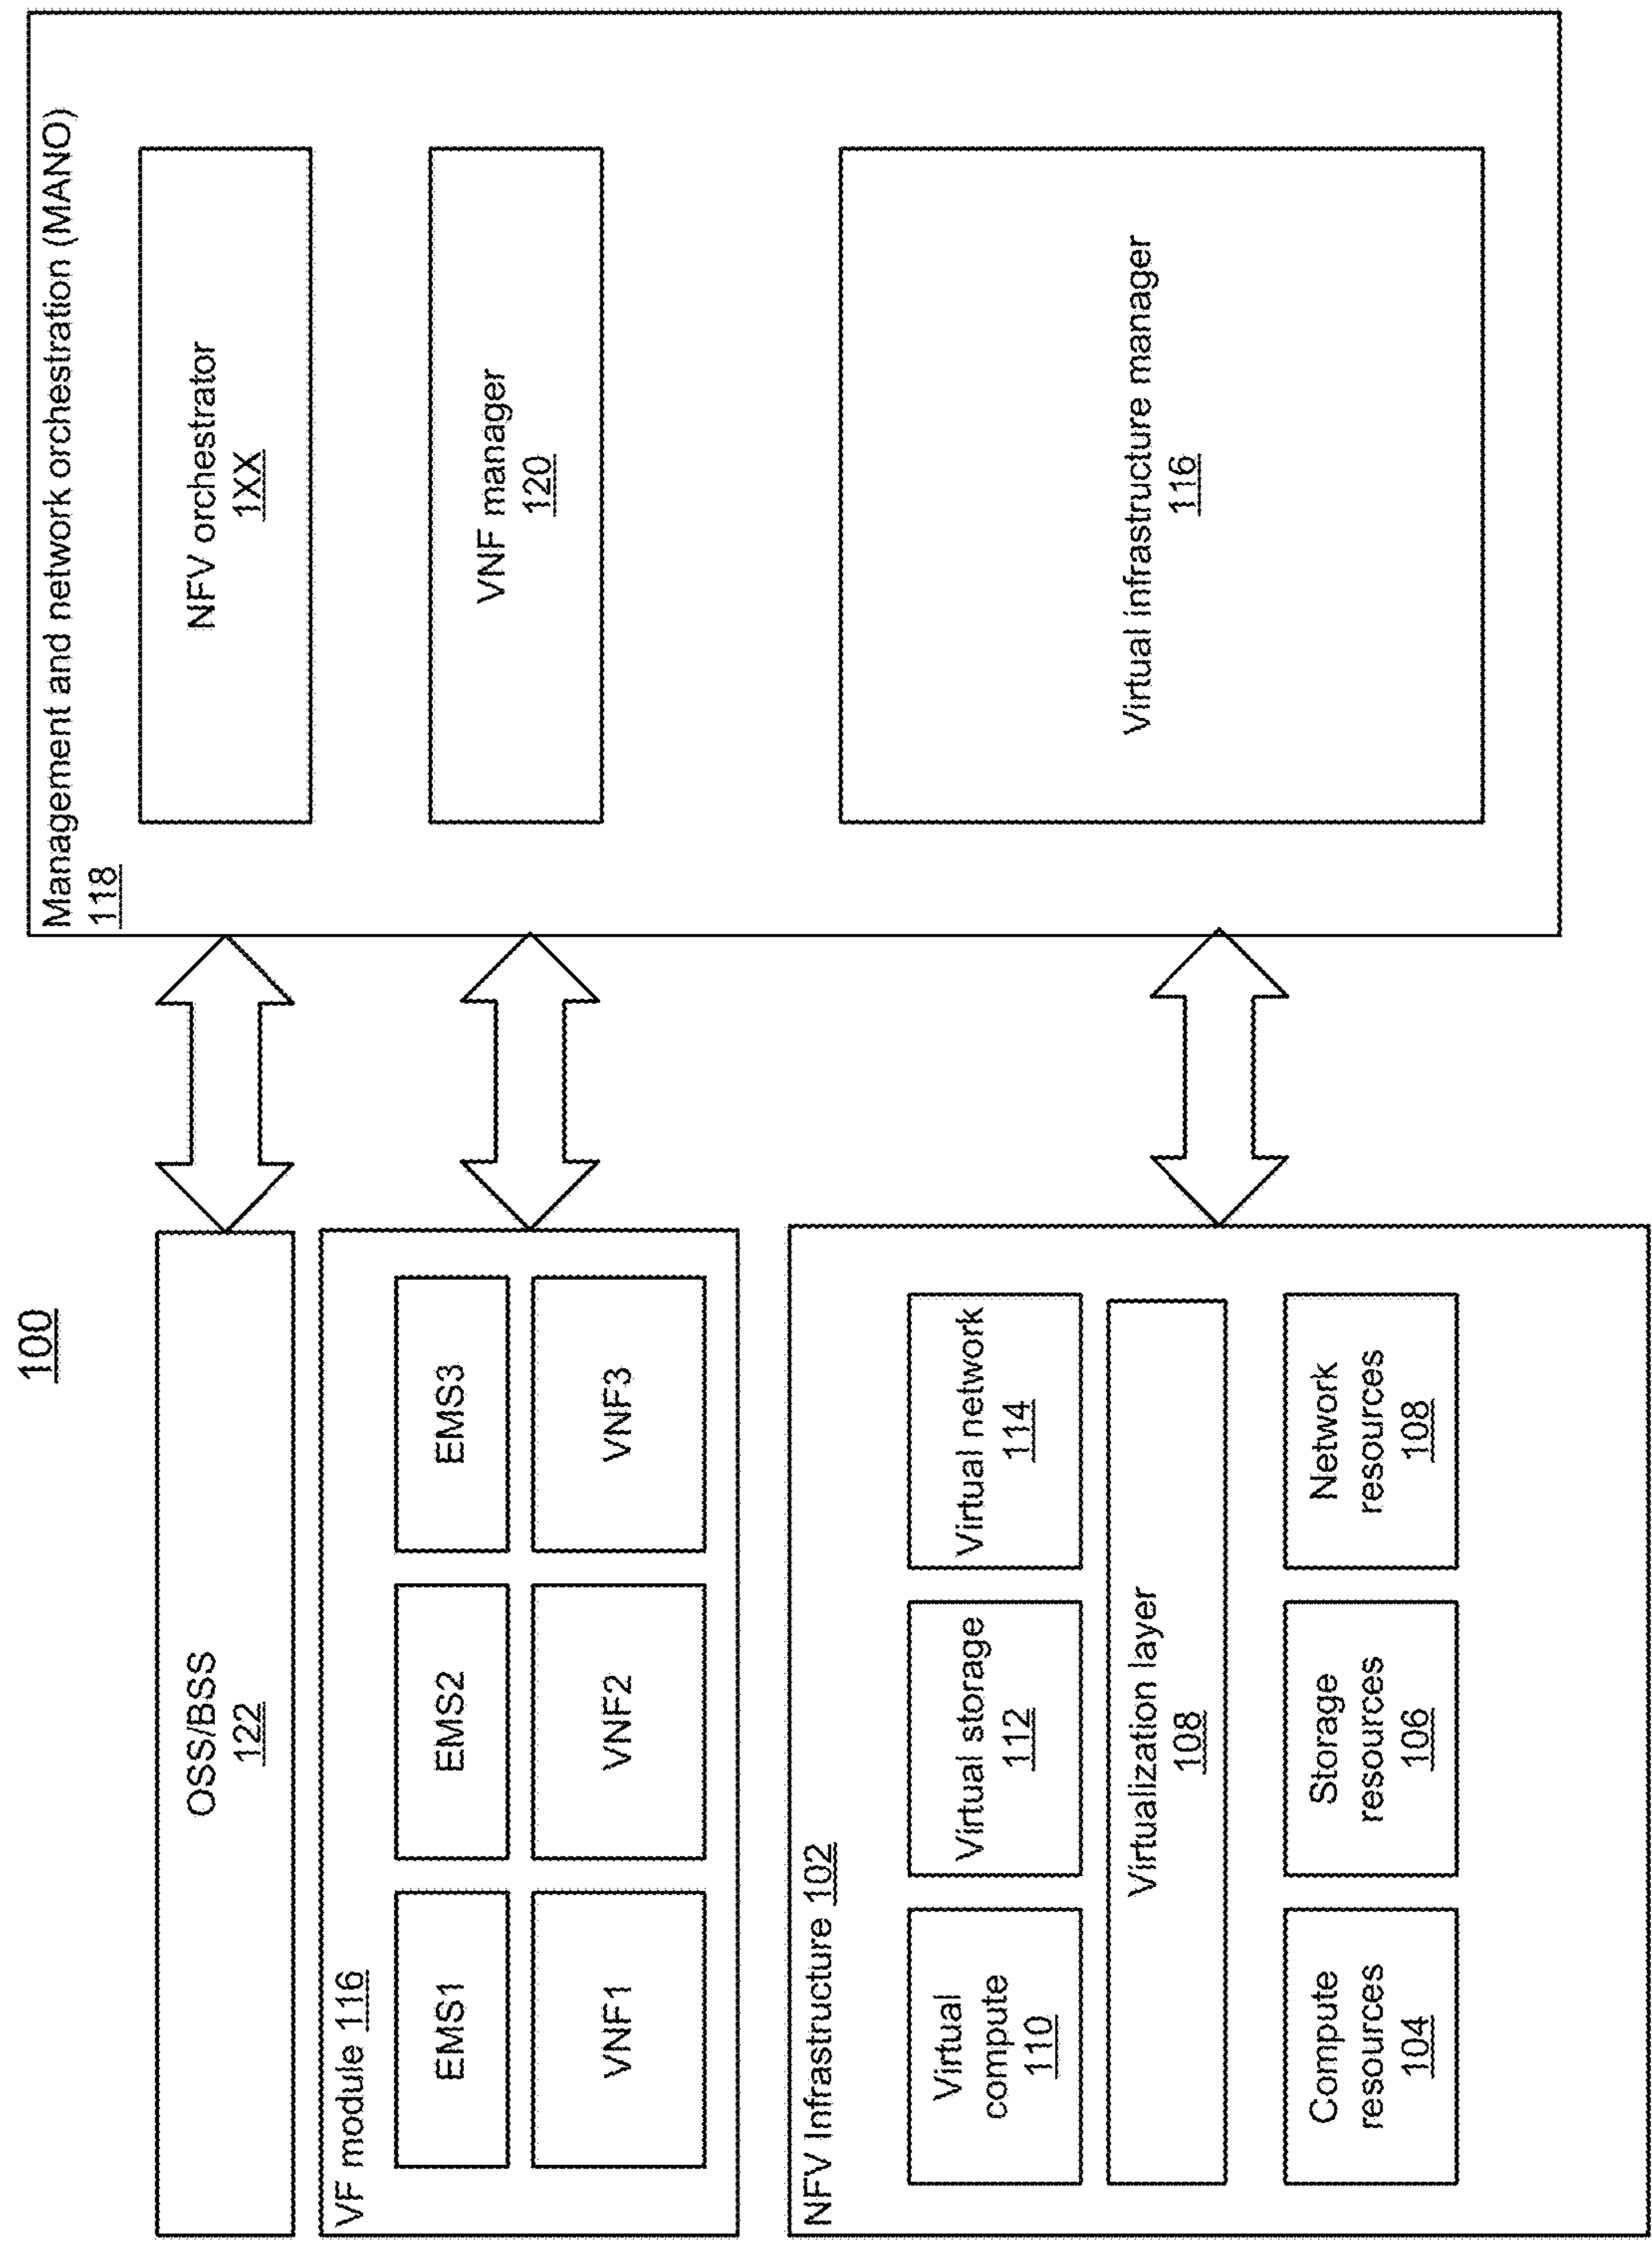 100
OSS/BSS
122
VF module 116
EMS1
EMS2
EMS3
VNF1
VNF2
VNF3
NFV Infrastructure 102
Virtual
compute
110
Virtual storage
112
Virtual network
114
Virtualization layer
108
Compute
resources
104
Storage
resources
106
Network
resources
108
Management and network orchestration (MANO)
118
NFV orchestrator
1XX
VNF manager
120
Virtual infrastructure manager
116